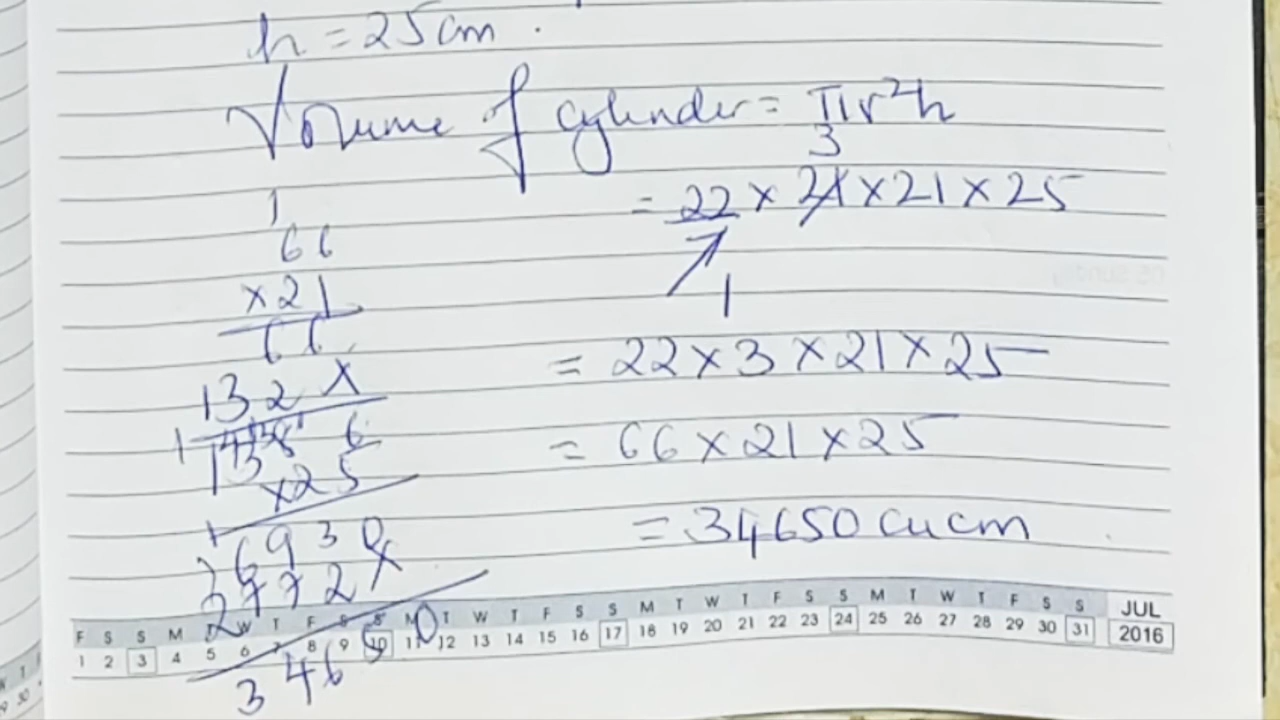 h = 25cm.
Volume of cylinder = πr²h
3
= 22 × 21 × 21 × 25
1
= 22 × 3 × 21 × 25
= 66 × 21 × 25
= 34650 cu cm
1
66
×21
66
132×
1386
×25
6930
2772×
34650
F S S M T W T F S S M T W T F S S M T W T F S S M T W T F S S JUL
1 2 3 4 5 6 7 8 9 10 11 12 13 14 15 16 17 18 19 20 21 22 23 24 25 26 27 28 29 30 31 2016